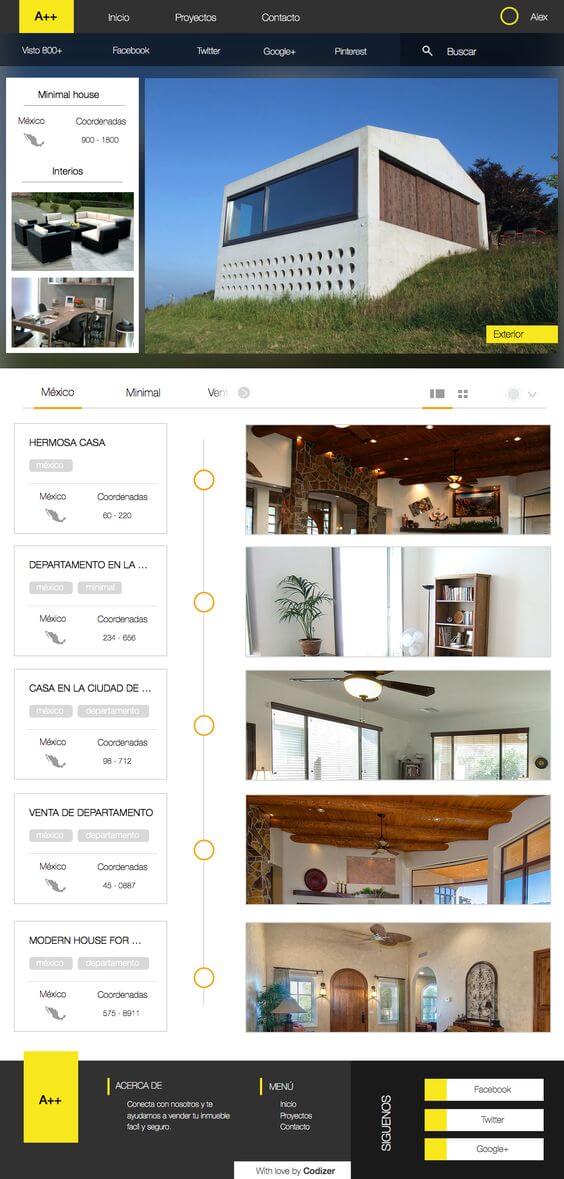 A++
Inicio
Proyectos
Contacto
Alex
Visto 800+
Facebook
Twitter
Google+
Pinterest
Buscar
Minimal house
México
Coordenadas
900 - 1800
Interios
Exterior
México
Minimal
Vent
HERMOSA CASA
méxico
México
Coordenadas
60 - 220
DEPARTAMENTO EN LA ...
méxico
minimal
México
Coordenadas
234 - 656
CASA EN LA CIUDAD DE ...
méxico
departamento
México
Coordenadas
98 - 712
VENTA DE DEPARTAMENTO
méxico
departamento
México
Coordenadas
45 - 0887
MODERN HOUSE FOR ...
méxico
departamento
México
Coordenadas
575 - 8911
A++
ACERCA DE
Conecta con nosotros y te
ayudamos a vender tu inmueble
facil y seguro.
MENÚ
Inicio
Proyectos
Contacto
SIGUENOS
Facebook
Twitter
Google+
With love by Codizer